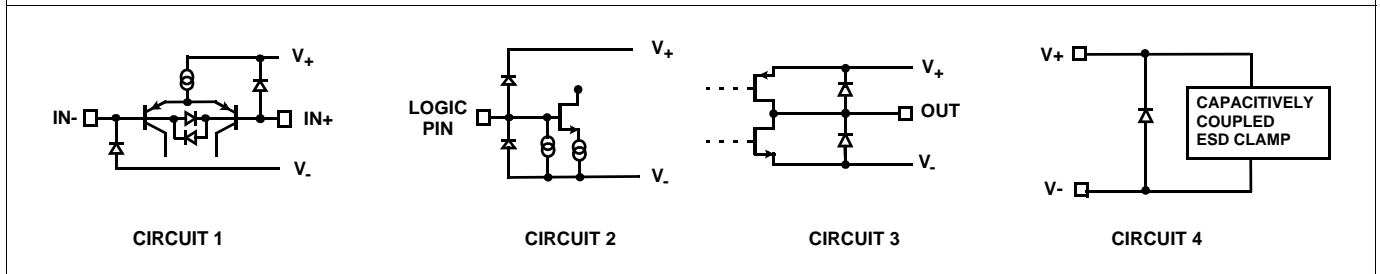 V+
IN-
IN+
V-
CIRCUIT 1
V+
LOGIC
PIN
V-
CIRCUIT 2
V+
OUT
V-
CIRCUIT 3
V+
CAPACITIVELY
COUPLED
ESD CLAMP
V-
CIRCUIT 4